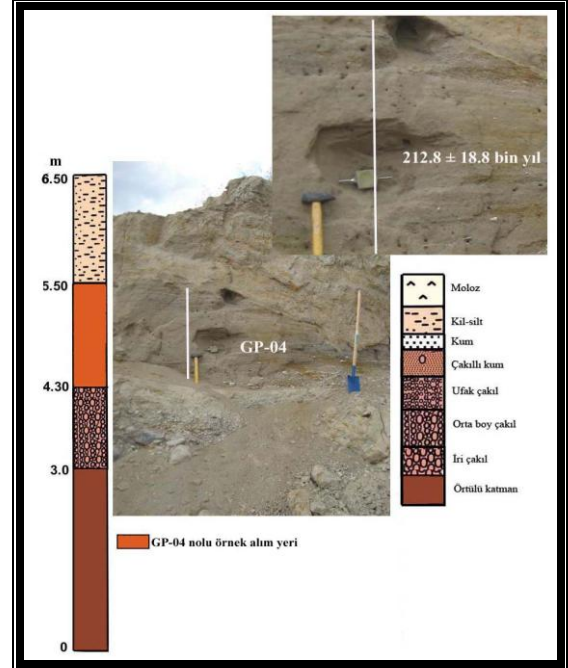 212.8 ± 18.8 bin yıl
m
6.50
5.50
GP-04
4.30
3.0
0
Moloz
Kil-silt
Kum
Çakıllı kum
Ufak çakıl
Orta boy çakıl
İri çakıl
Örtülü katman
GP-04 nolu örnek alım yeri